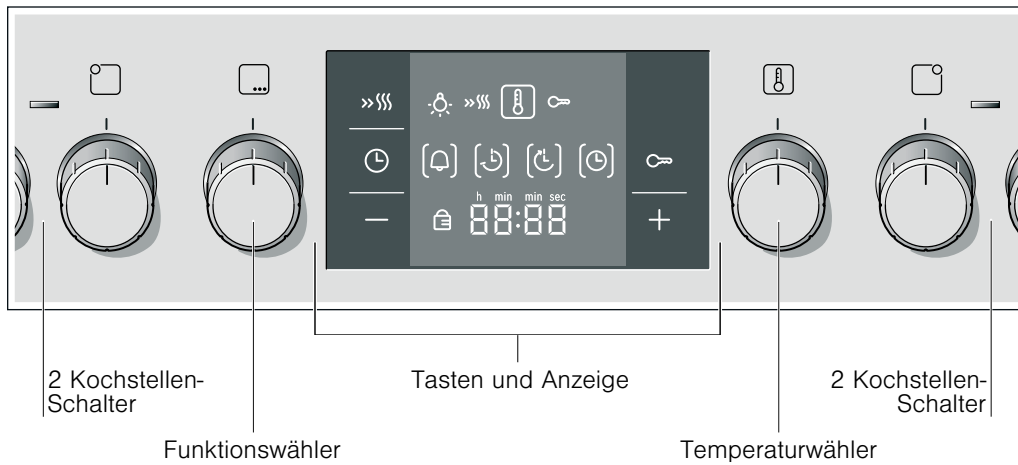 h min min sec
88:88
2 Kochstellen-
Schalter
Tasten und Anzeige
2 Kochstellen-
Schalter
Funktionswähler
Temperaturwähler